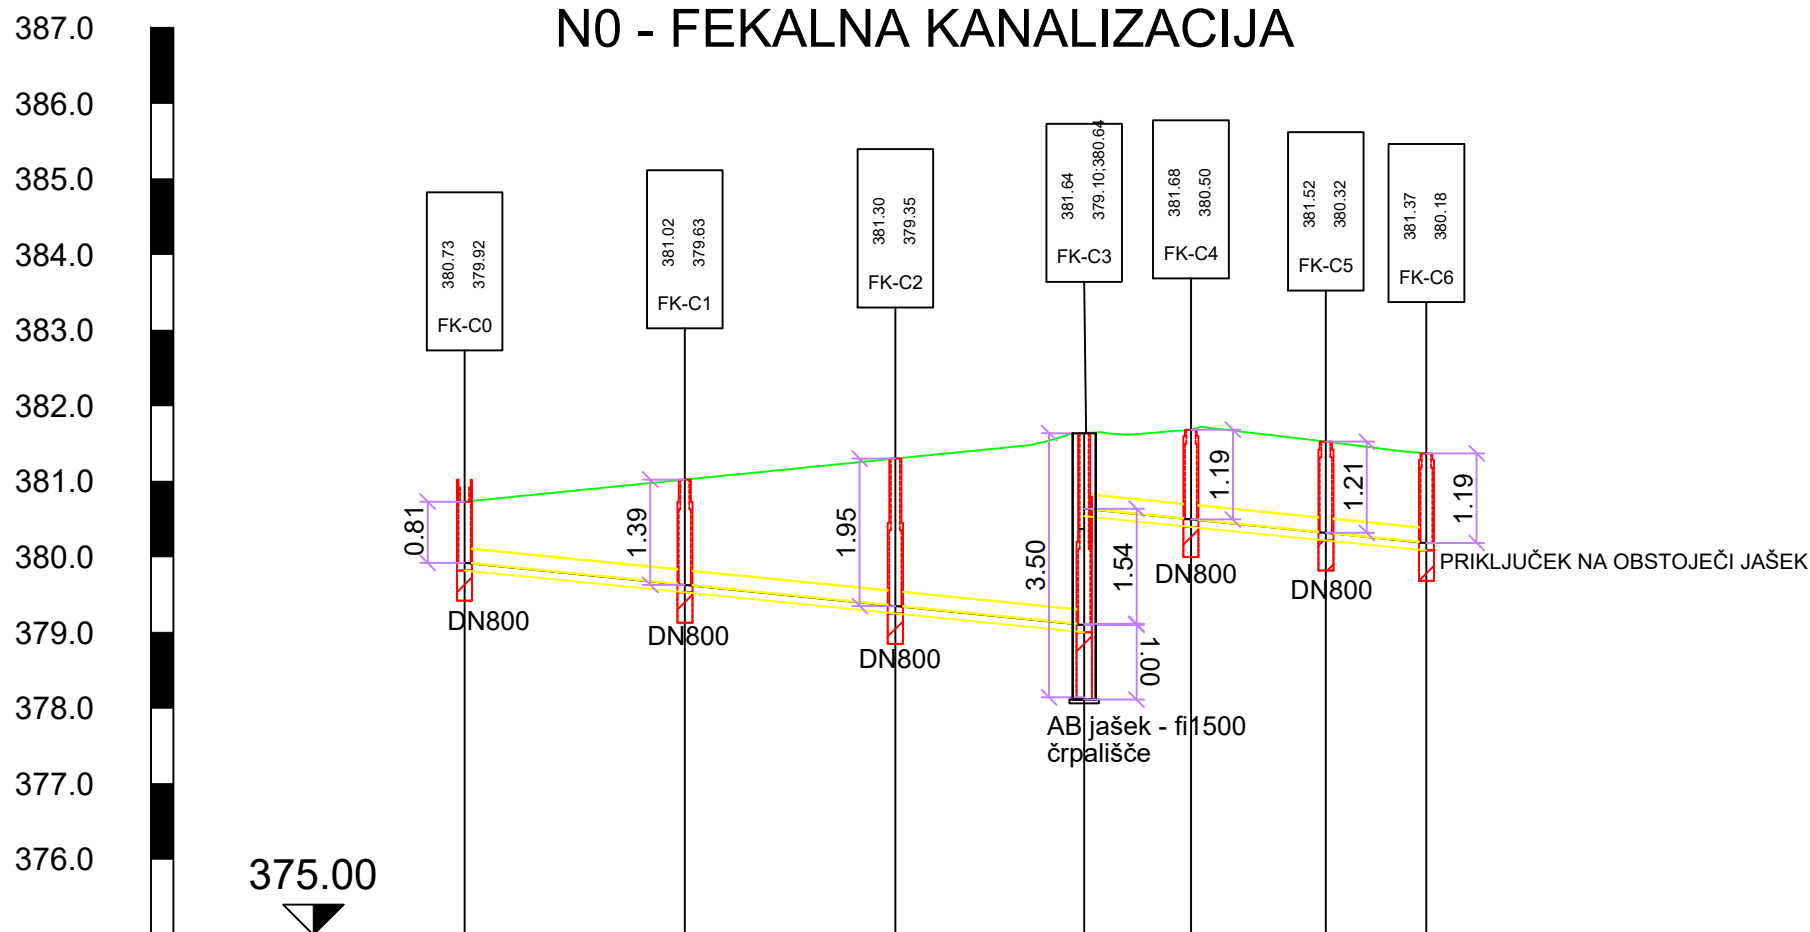 N0 - FEKALNA KANALIZACIJA
387.0
386.0
385.0
384.0
383.0
382.0
381.0
380.0
379.0
378.0
377.0
376.0
375.00
380.73
379.92
FK-C0
381.02
379.63
FK-C1
381.30
379.35
FK-C2
381.64
379.10;380.64
FK-C3
381.68
380.50
FK-C4
381.52
380.32
FK-C5
381.37
380.18
FK-C6
0.81
1.39
1.95
3.50
1.54
1.00
1.19
1.21
1.19
DN800
DN800
DN800
AB jašek - fi1500
črpališče
DN800
DN800
PRIKLJUČEK NA OBSTOJEČI JAŠEK